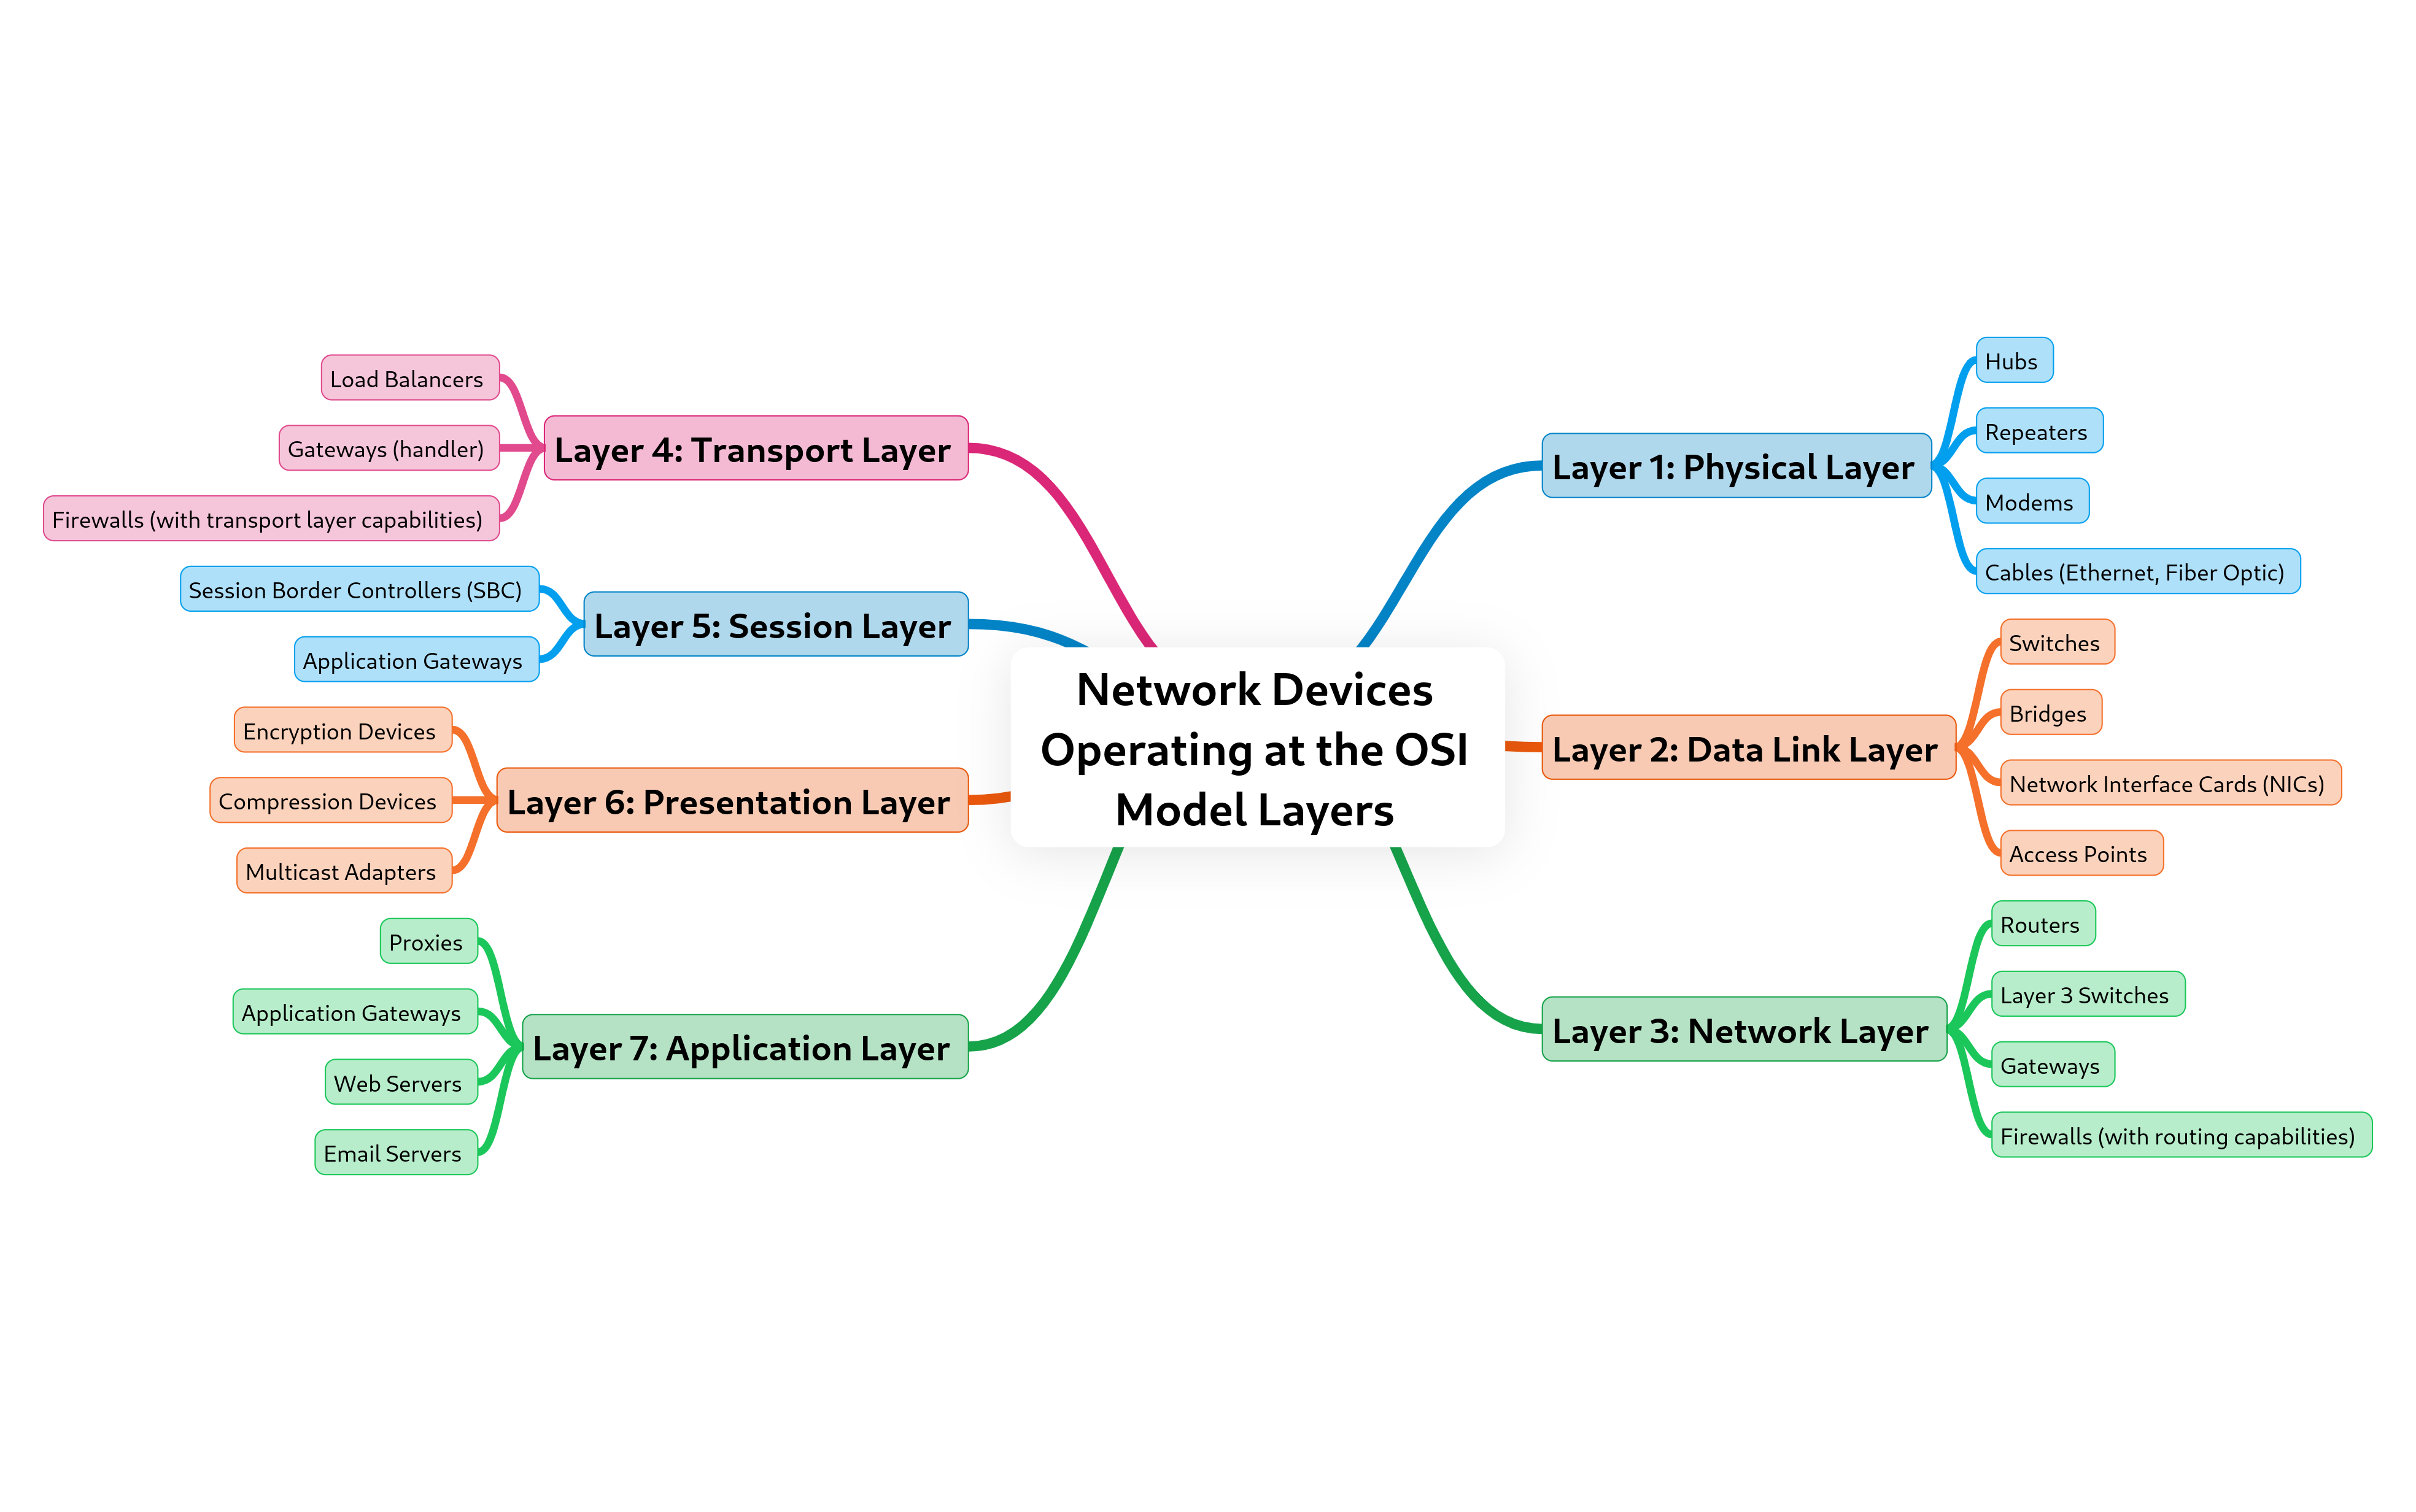 Network Devices
Operating at the OSI
Model Layers
Layer 1: Physical Layer
Hubs
Repeaters
Modems
Cables (Ethernet, Fiber Optic)
Layer 2: Data Link Layer
Switches
Bridges
Network Interface Cards (NICs)
Access Points
Layer 3: Network Layer
Routers
Layer 3 Switches
Gateways
Firewalls (with routing capabilities)
Layer 4: Transport Layer
Load Balancers
Gateways (handler)
Firewalls (with transport layer capabilities)
Layer 5: Session Layer
Session Border Controllers (SBC)
Application Gateways
Layer 6: Presentation Layer
Encryption Devices
Compression Devices
Multicast Adapters
Layer 7: Application Layer
Proxies
Application Gateways
Web Servers
Email Servers